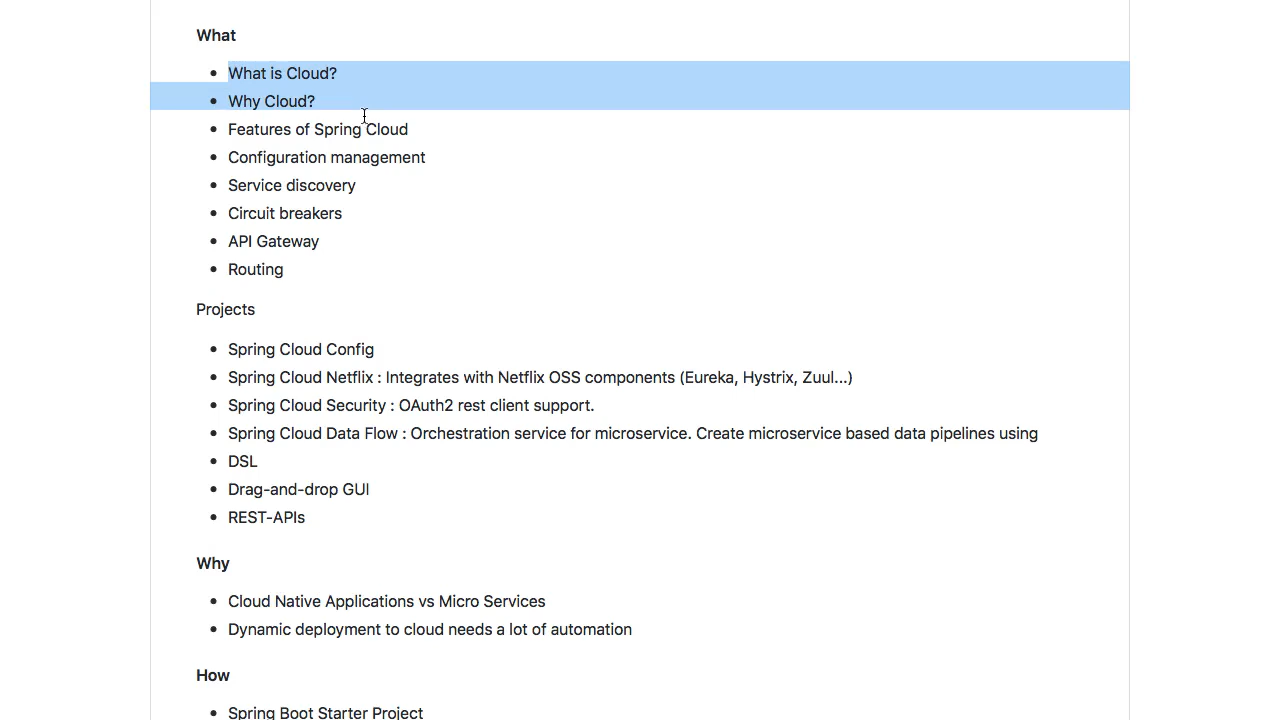 What
What is Cloud?
Why Cloud?
Features of Spring Cloud
Configuration management
Service discovery
Circuit breakers
API Gateway
Routing
Projects
Spring Cloud Config
Spring Cloud Netflix : Integrates with Netflix OSS components (Eureka, Hystrix, Zuul...)
Spring Cloud Security : OAuth2 rest client support.
Spring Cloud Data Flow : Orchestration service for microservice. Create microservice based data pipelines using
DSL
Drag-and-drop GUI
REST-APIs
Why
Cloud Native Applications vs Micro Services
Dynamic deployment to cloud needs a lot of automation
How
Spring Boot Starter Project